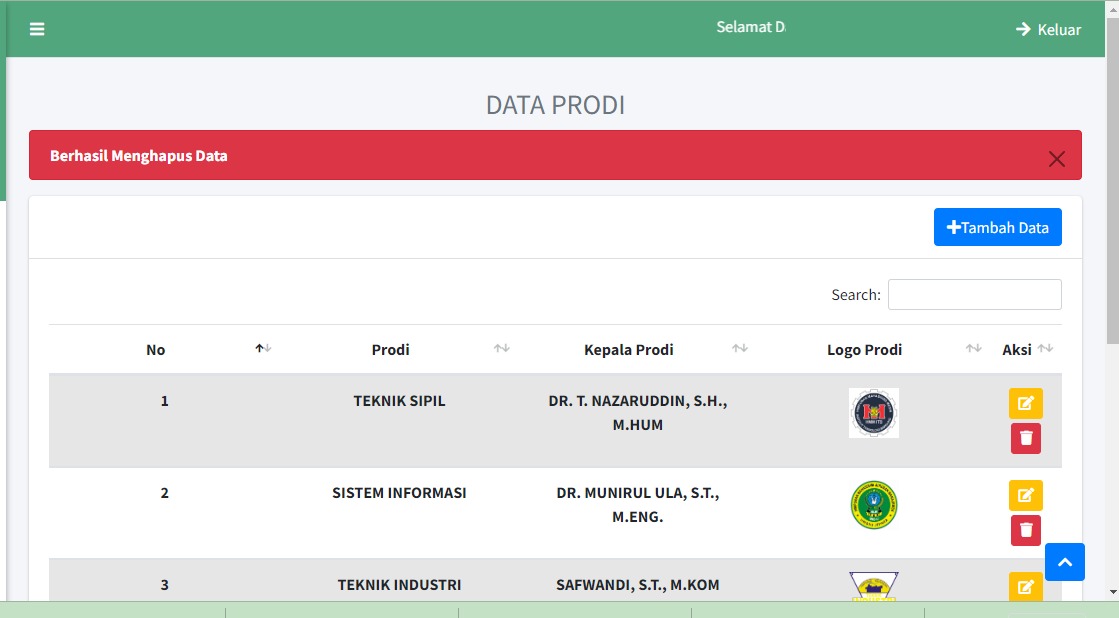 Selamat D
Keluar
DATA PRODI
Berhasil Menghapus Data
Tambah Data
Search:
No Prodi Kepala Prodi Logo Prodi Aksi
1 TEKNIK SIPIL DR. T. NAZARUDDIN, S.H.,
M.HUM
2 SISTEM INFORMASI DR. MUNIRUL ULA, S.T.,
M.ENG.
3 TEKNIK INDUSTRI SAFWANDI, S.T., M.KOM